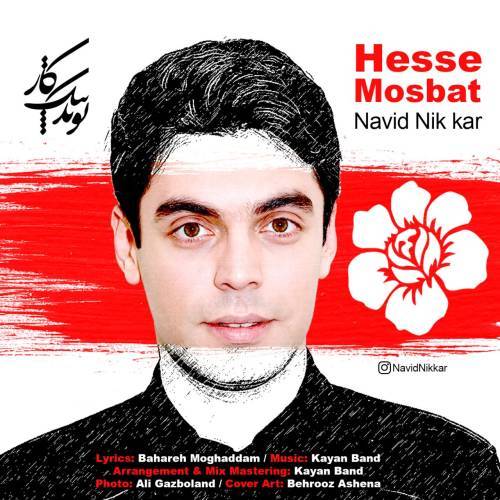 نوید نیک کار
Hesse
Mosbat
Navid Nik kar
NavidNikkar
Lyrics: Bahareh Moghaddam / Music: Kayan Band
Arrangement & Mix Mastering: Kayan Band
Photo: Ali Gazboland / Cover Art: Behrooz Ashena